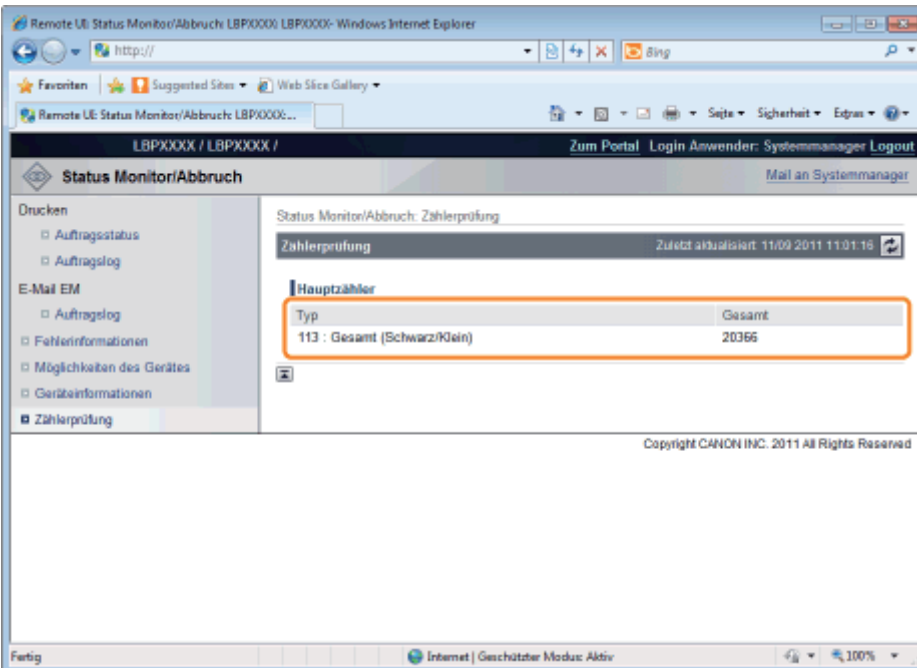 Remote UI: Status Monitor/Abbruch: LBPXXXX: LBPXXXX - Windows Internet Explorer
http://
Bing
Favoriten Suggested Sites Web Slice Gallery
Remote UI: Status Monitor/Abbruch: LBPXXXX:... Seite Sicherheit Extras
LBPXXXX / LBPXXXX / Zum Portal Login Anwender: Systemmanager Logout
Status Monitor/Abbruch Mail an Systemmanager
Drucken
Auftragsstatus
Auftragslog
E-Mail EM
Auftragslog
Fehlerinformationen
Möglichkeiten des Gerätes
Geräteinformationen
Zählerprüfung
Status Monitor/Abbruch: Zählerprüfung
Zählerprüfung Zuletzt aktualisiert: 11/09 2011 11:01:16
Hauptzähler
Typ Gesamt
113 : Gesamt (Schwarz/Klein) 20366
Copyright CANON INC. 2011 All Rights Reserved
Fertig Internet | Geschützter Modus: Aktiv 100%